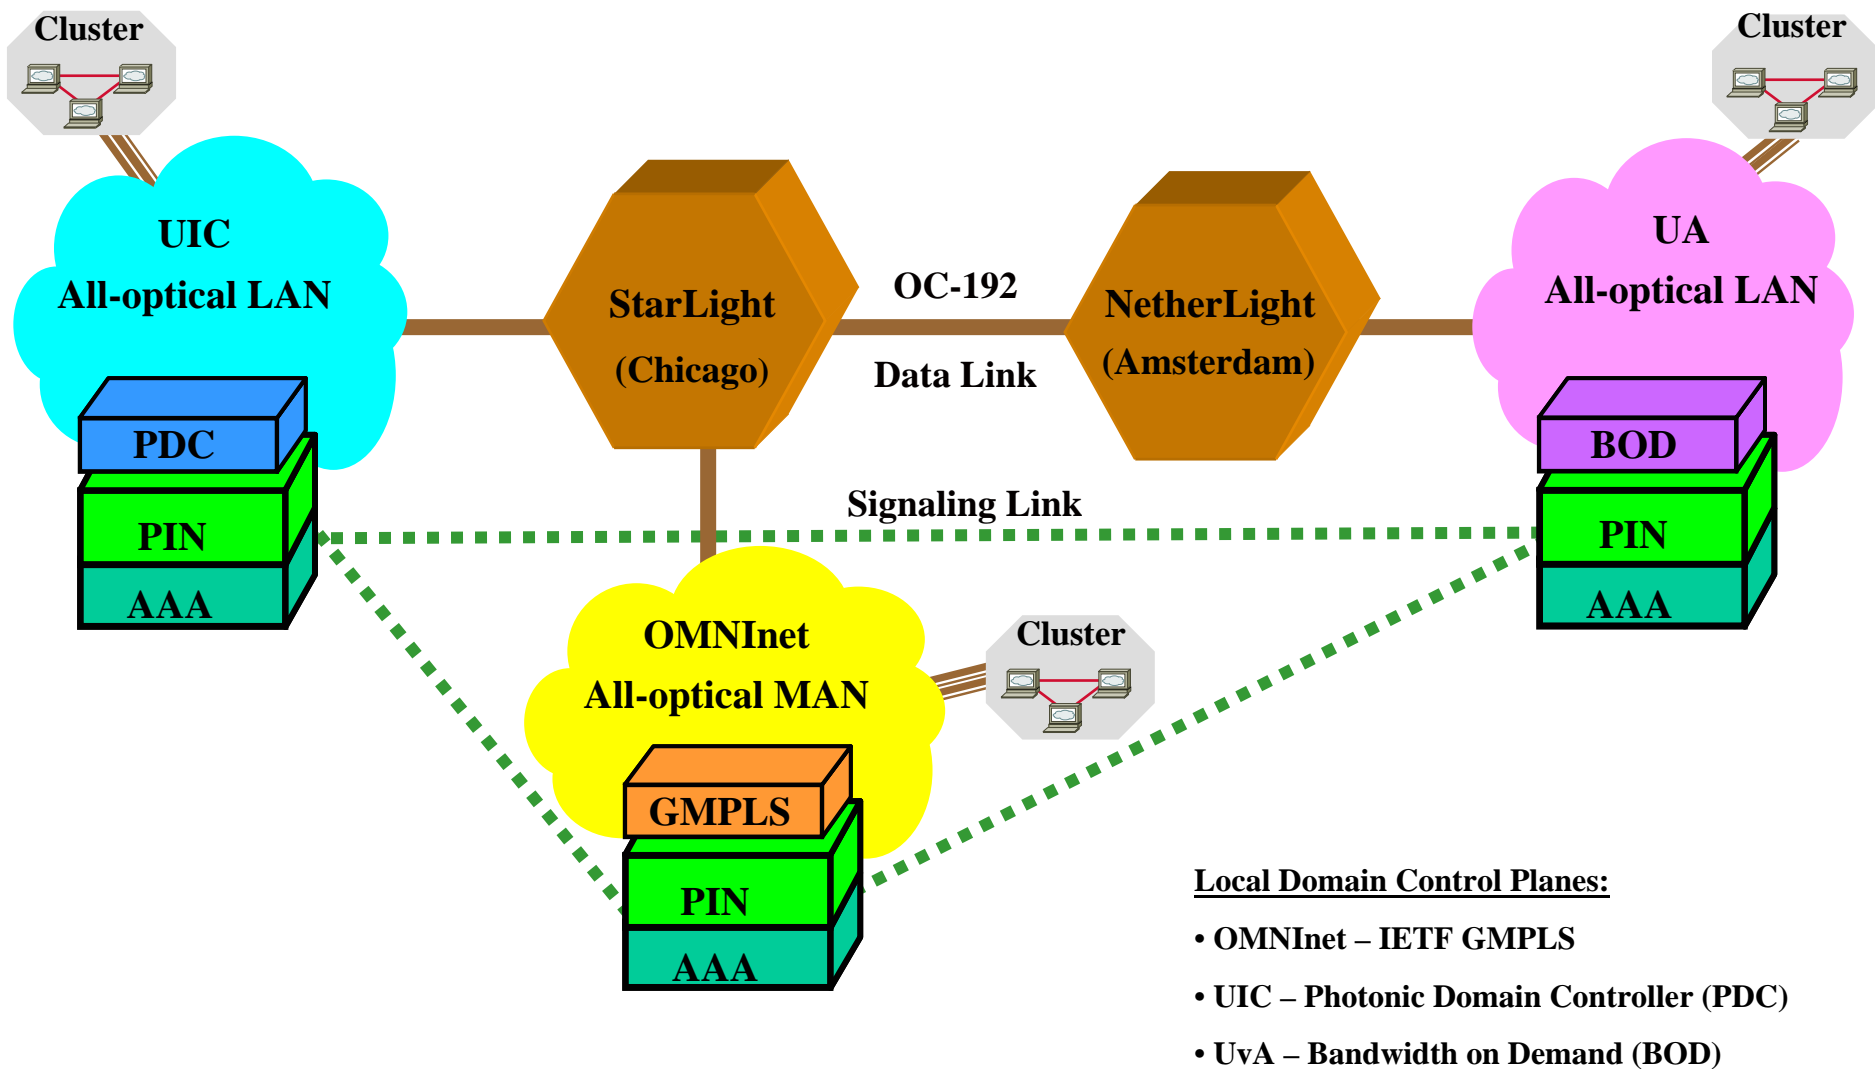 Cluster
Cluster
UIC
All-optical LAN
StarLight
(Chicago)
OC-192
Data Link
NetherLight
(Amsterdam)
UA
All-optical LAN
PDC
PIN
AAA
Signaling Link
BOD
PIN
AAA
OMNInet
All-optical MAN
Cluster
GMPLS
PIN
AAA
Local Domain Control Planes:
• OMNInet – IETF GMPLS
• UIC – Photonic Domain Controller (PDC)
• UvA – Bandwidth on Demand (BOD)